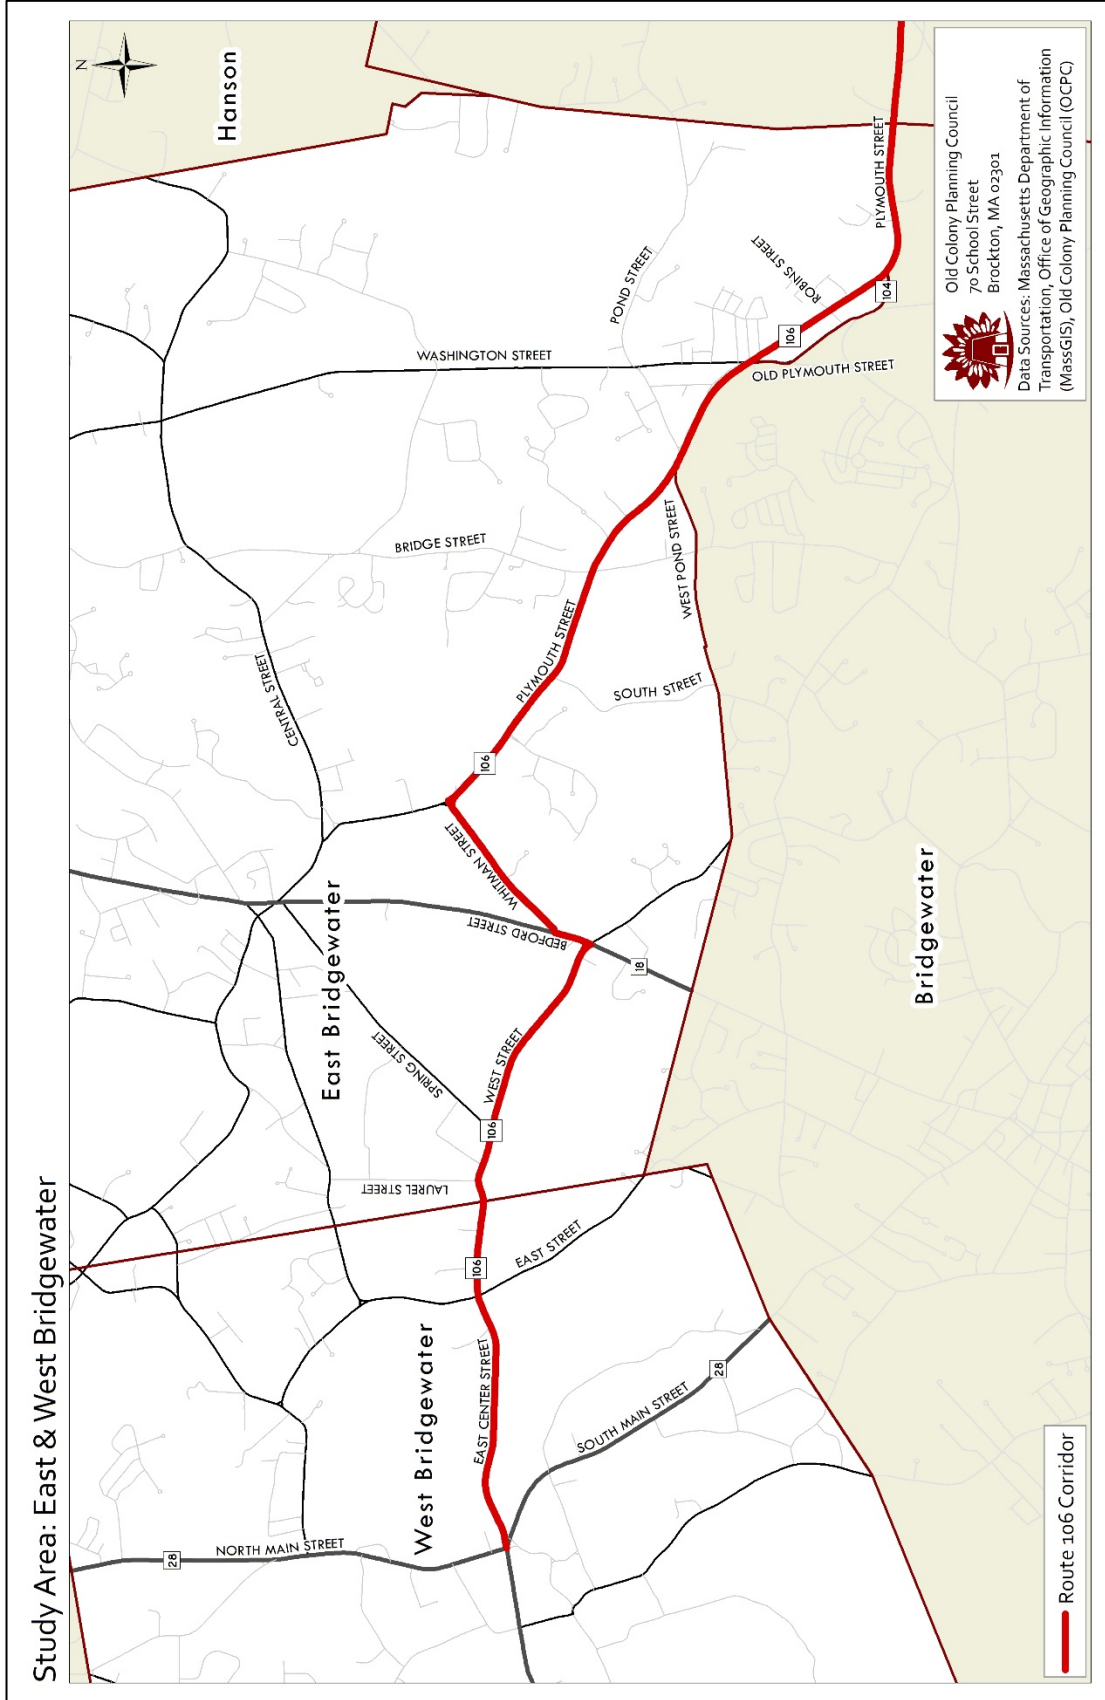 Study Area: East & West Bridgewater
N
Hanson
WASHINGTON STREET
POND STREET
ROBINS STREET
PLYMOUTH STREET
104
106
OLD PLYMOUTH STREET
BRIDGE STREET
WEST POND STREET
CENTRAL STREET
PLYMOUTH STREET
SOUTH STREET
106
WHITMAN STREET
East Bridgewater
BEDFORD STREET
18
Bridgewater
SPRING STREET
WEST STREET
106
LAUREL STREET
106
EAST STREET
West Bridgewater
EAST CENTER STREET
SOUTH MAIN STREET
28
NORTH MAIN STREET
28
Route 106 Corridor
Old Colony Planning Council
70 School Street
Brockton, MA 02301
Data Sources: Massachusetts Department of
Transportation, Office of Geographic Information
(MassGIS), Old Colony Planning Council (OCPC)